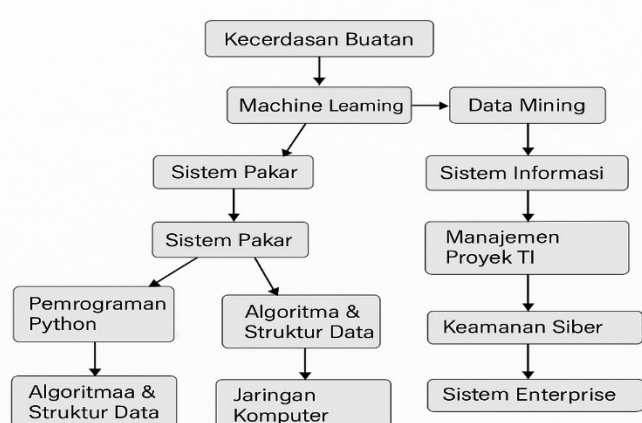 Kecerdasan Buatan
Machine Learning
Data Mining
Sistem Pakar
Sistem Informasi
Sistem Pakar
Manajemen
Proyek TI
Pemrograman
Python
Algoritma &
Struktur Data
Keamanan Siber
Algoritmaa &
Struktur Data
Jaringan
Komputer
Sistem Enterprise